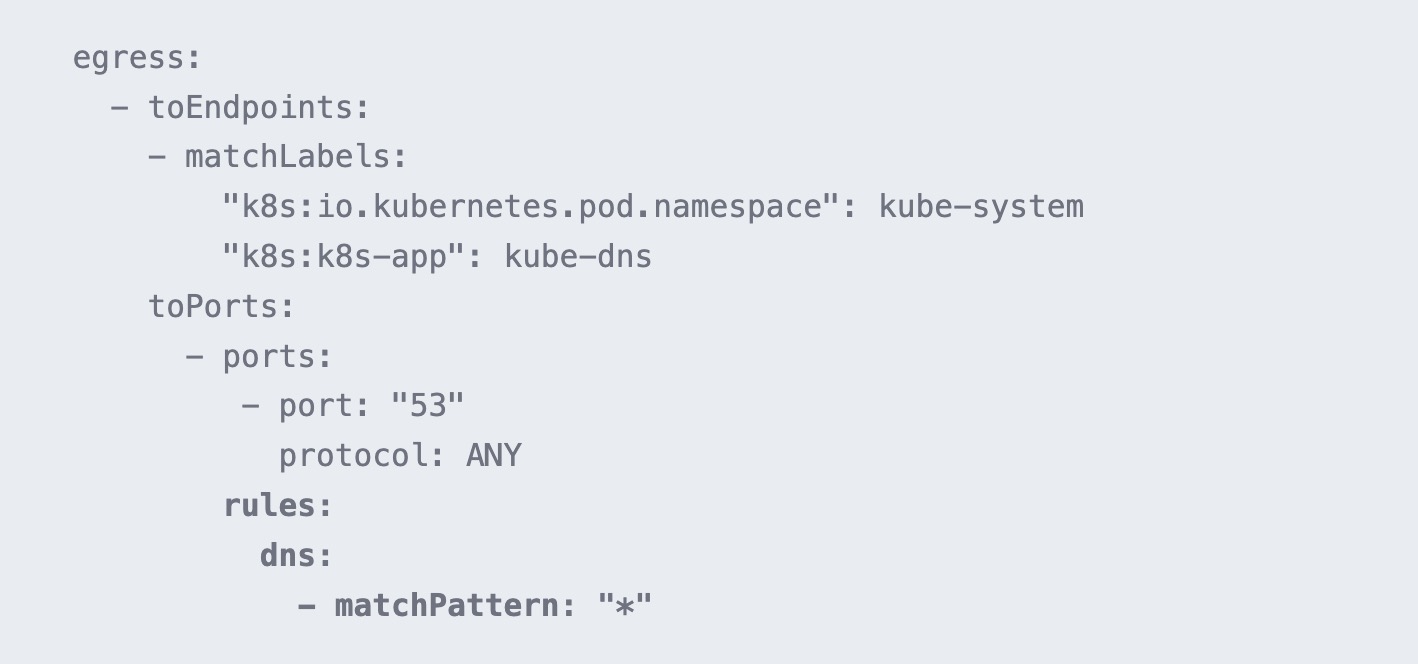 egress:
  - toEndpoints:
    - matchLabels:
        "k8s:io.kubernetes.pod.namespace": kube-system
        "k8s:k8s-app": kube-dns
    toPorts:
      - ports:
         - port: "53"
           protocol: ANY
        rules:
          dns:
            - matchPattern: "*"